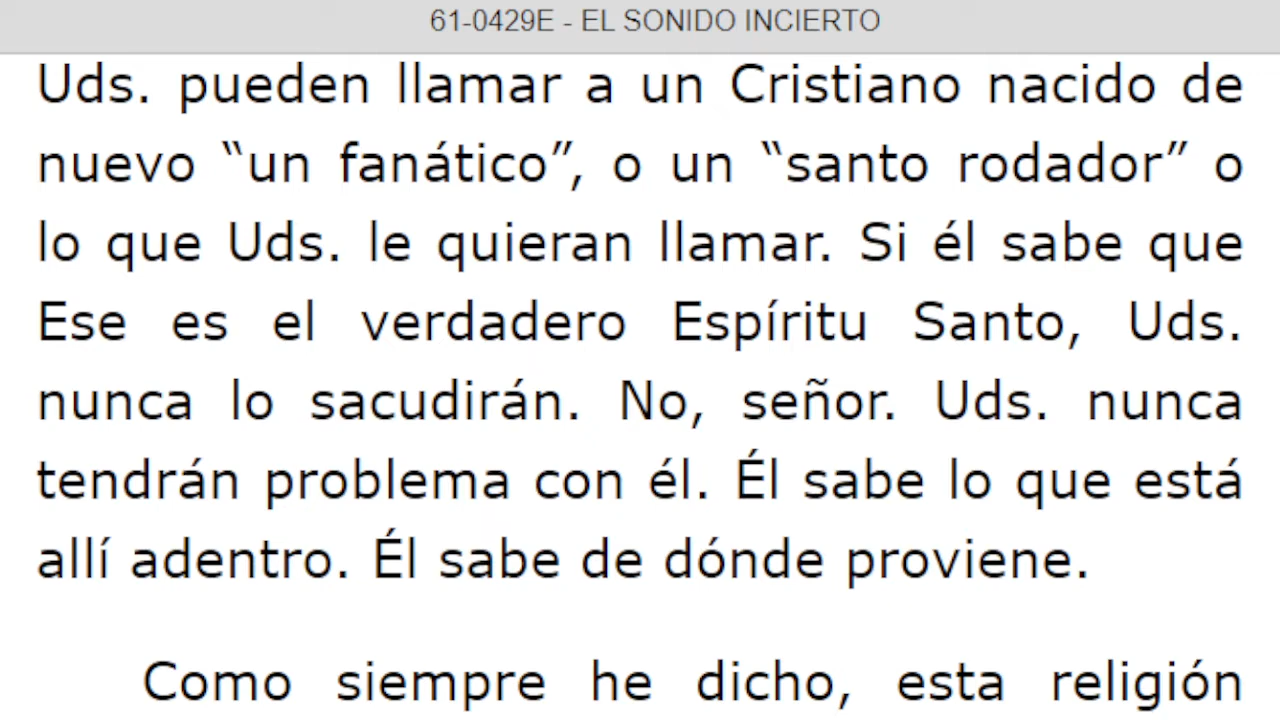 61-0429E - EL SONIDO INCIERTO
Uds. pueden llamar a un Cristiano nacido de
nuevo “un fanático”, o un “santo rodador” o
lo que Uds. le quieran llamar. Si él sabe que
Ese es el verdadero Espíritu Santo, Uds.
nunca lo sacudirán. No, señor. Uds. nunca
tendrán problema con él. Él sabe lo que está
allí adentro. Él sabe de dónde proviene.
Como siempre he dicho, esta religión